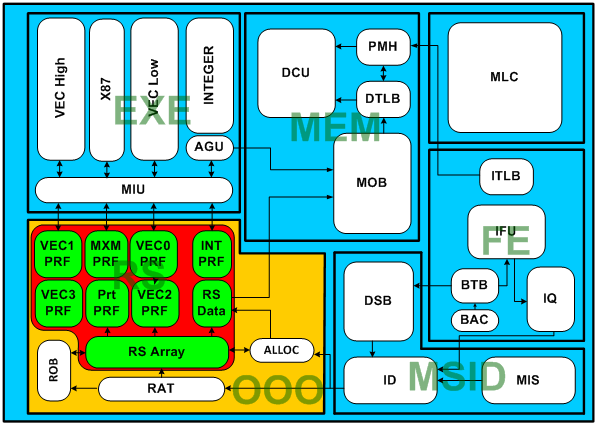 VEC High
X87
VEC Low
INTEGER
EXE
AGU
MIU
DCU
PMH
DTLB
MEM
MOB
MLC
ITLB
IFU
FE
BTB
BAC
IQ
VEC1
PRF
MXM
PRF
VEC0
PRF
INT
PRF
RS
VEC3
PRF
Prt
PRF
VEC2
PRF
RS
Data
RS Array
ALLOC
ROB
RAT
OOO
DSB
ID
MSID
MIS